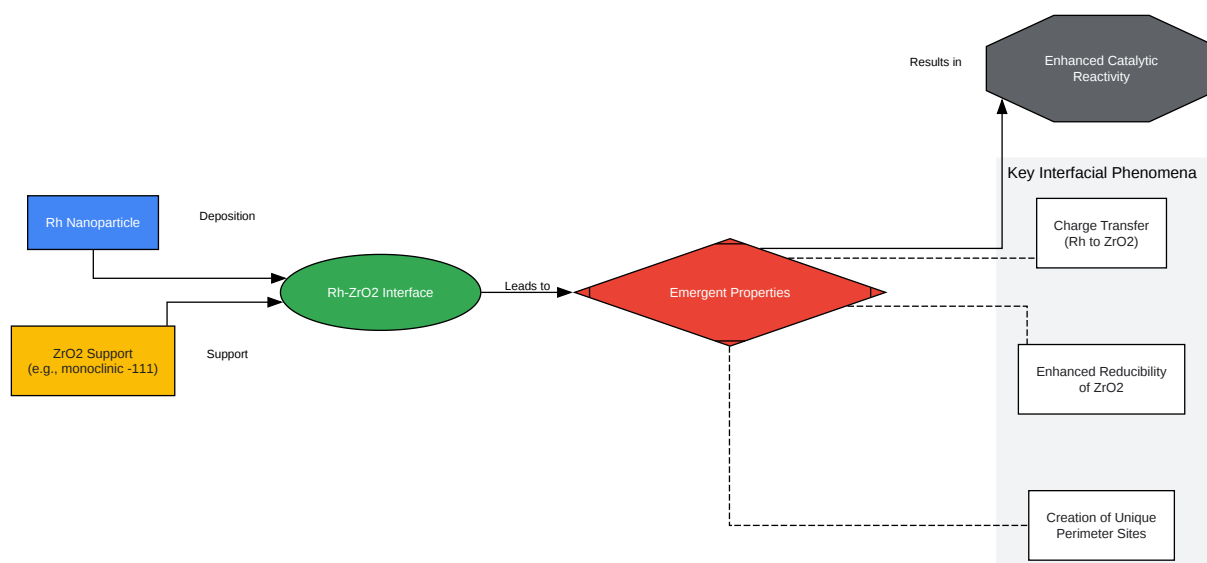 Results in
Enhanced Catalytic
Reactivity
Key Interfacial Phenomena
Rh Nanoparticle
Deposition
Charge Transfer
(Rh to ZrO2)
Rh-ZrO2 Interface
Leads to
Emergent Properties
ZrO2 Support
(e.g., monoclinic -111)
Support
Enhanced Reducibility
of ZrO2
Creation of Unique
Perimeter Sites